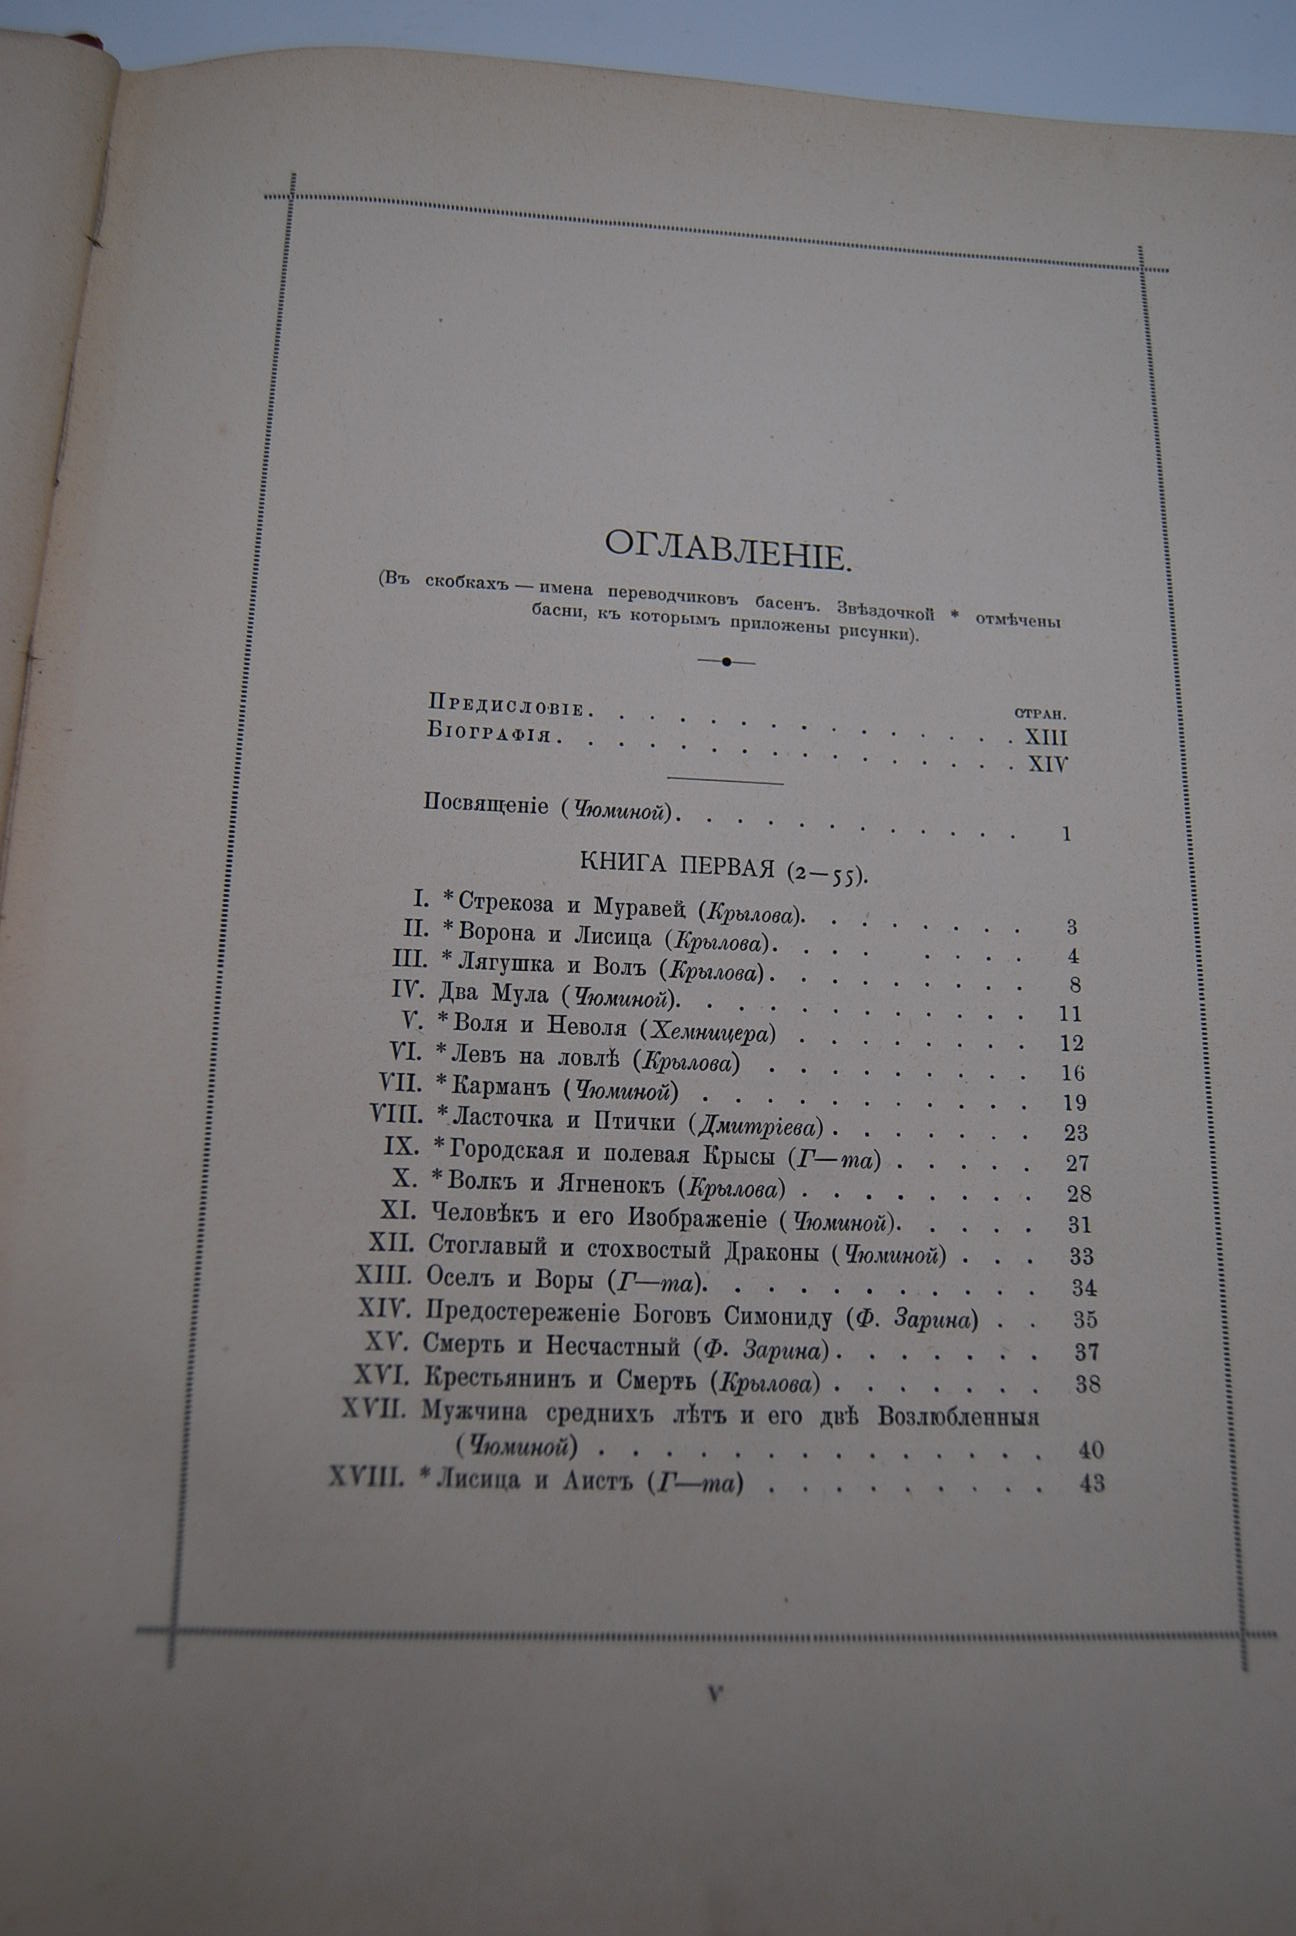 ОГЛАВЛЕНІЕ.
(Въ скобкахъ — имена переводчиковъ басенъ. Звѣздочкой * отмѣчены
басни, къ которымъ приложены рисунки).
СТРАН.
Предисловіе. . . . . . . . . . . . . . . XIII
Біографія. . . . . . . . . . . . . . . . XIV
Посвященіе (Чюминой). . . . . . . . . . . . 1
КНИГА ПЕРВАЯ (2—55).
I. *Стрекоза и Муравей (Крылова). . . . . . . . 3
II. *Ворона и Лисица (Крылова). . . . . . . . 4
III. *Лягушка и Волъ (Крылова). . . . . . . . . 8
IV. Два Мула (Чюминой). . . . . . . . . . . . 11
V. *Воля и Неволя (Хемницера) . . . . . . . . 12
VI. *Левъ на ловлѣ (Крылова) . . . . . . . . . 16
VII. *Карманъ (Чюминой) . . . . . . . . . . . 19
VIII. *Ласточка и Птички (Дмитріева) . . . . . . . 23
IX. *Городская и полевая Крысы (Г—та) . . . . . 27
X. *Волкъ и Ягненокъ (Крылова) . . . . . . . . 28
XI. Человѣкъ и его Изображеніе (Чюминой). . . . . 31
XII. Стоглавый и стохвостый Драконы (Чюминой) . . . 33
XIII. Оселъ и Воры (Г—та). . . . . . . . . . . 34
XIV. Предостереженіе Боговъ Симониду (Ф. Зарина) . . 35
XV. Смерть и Несчастный (Ф. Зарина) . . . . . . . 37
XVI. Крестьянинъ и Смерть (Крылова) . . . . . . . 38
XVII. Мужчина среднихъ лѣтъ и его двѣ Возлюбленныя
(Чюминой) . . . . . . . . . . . . . . 40
XVIII. *Лисица и Аистъ (Г—та) . . . . . . . . . 43
V